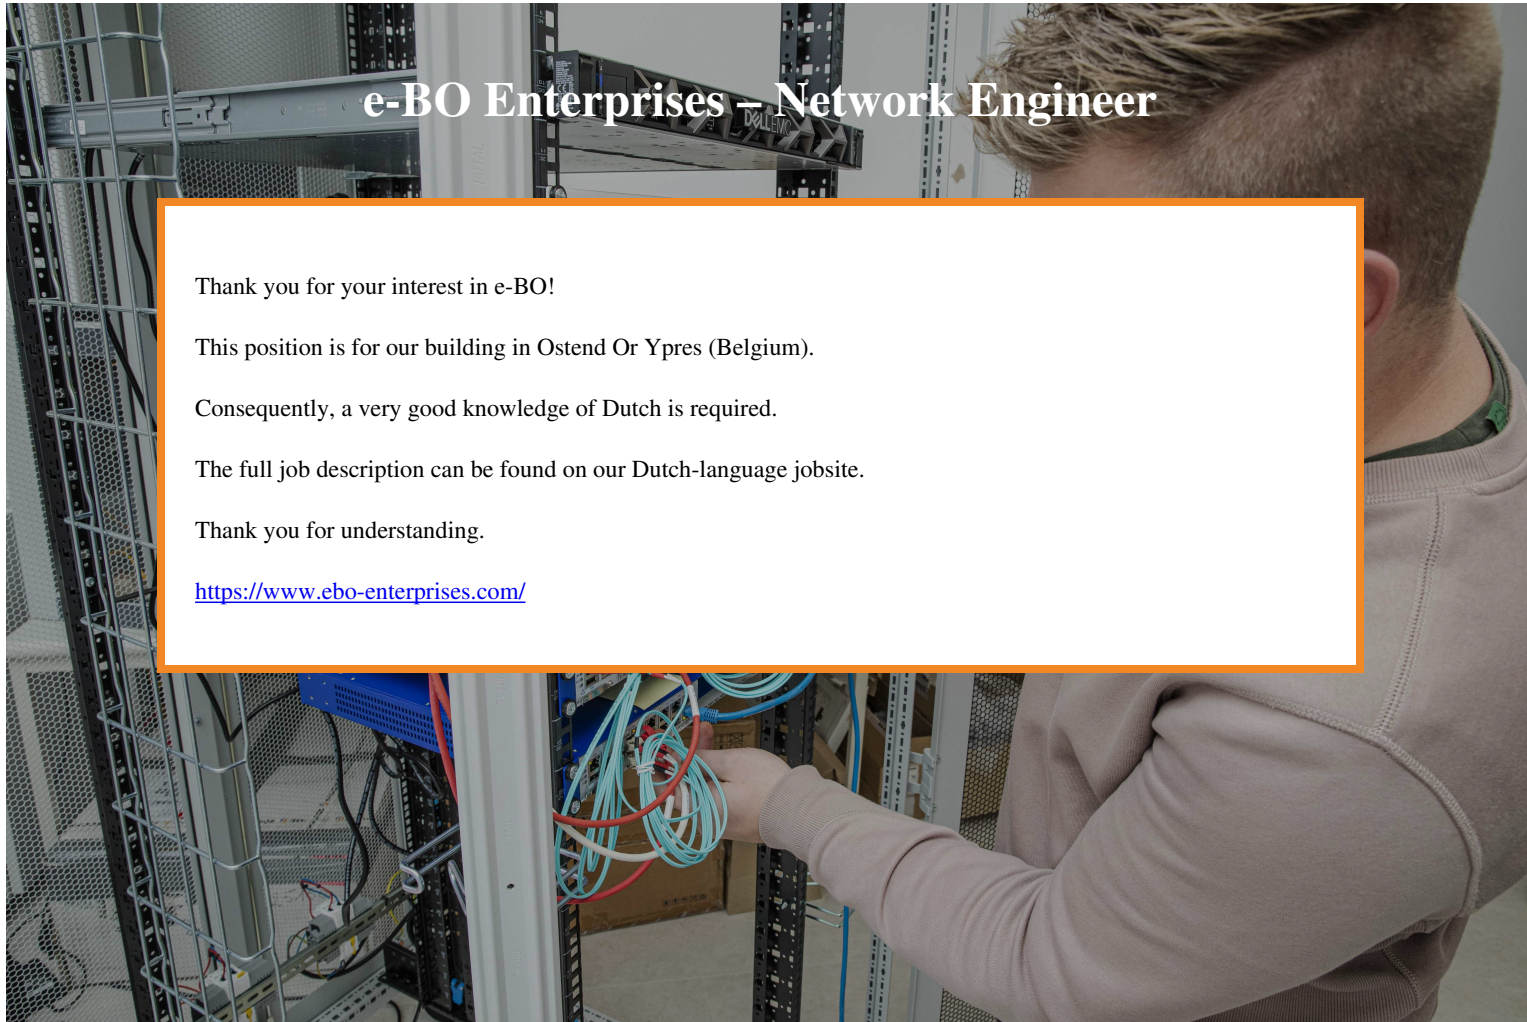 e-BO Enterprises – Network Engineer
DELLEMC
Thank you for your interest in e-BO!
This position is for our building in Ostend Or Ypres (Belgium).
Consequently, a very good knowledge of Dutch is required.
The full job description can be found on our Dutch-language jobsite.
Thank you for understanding.
https://www.ebo-enterprises.com/